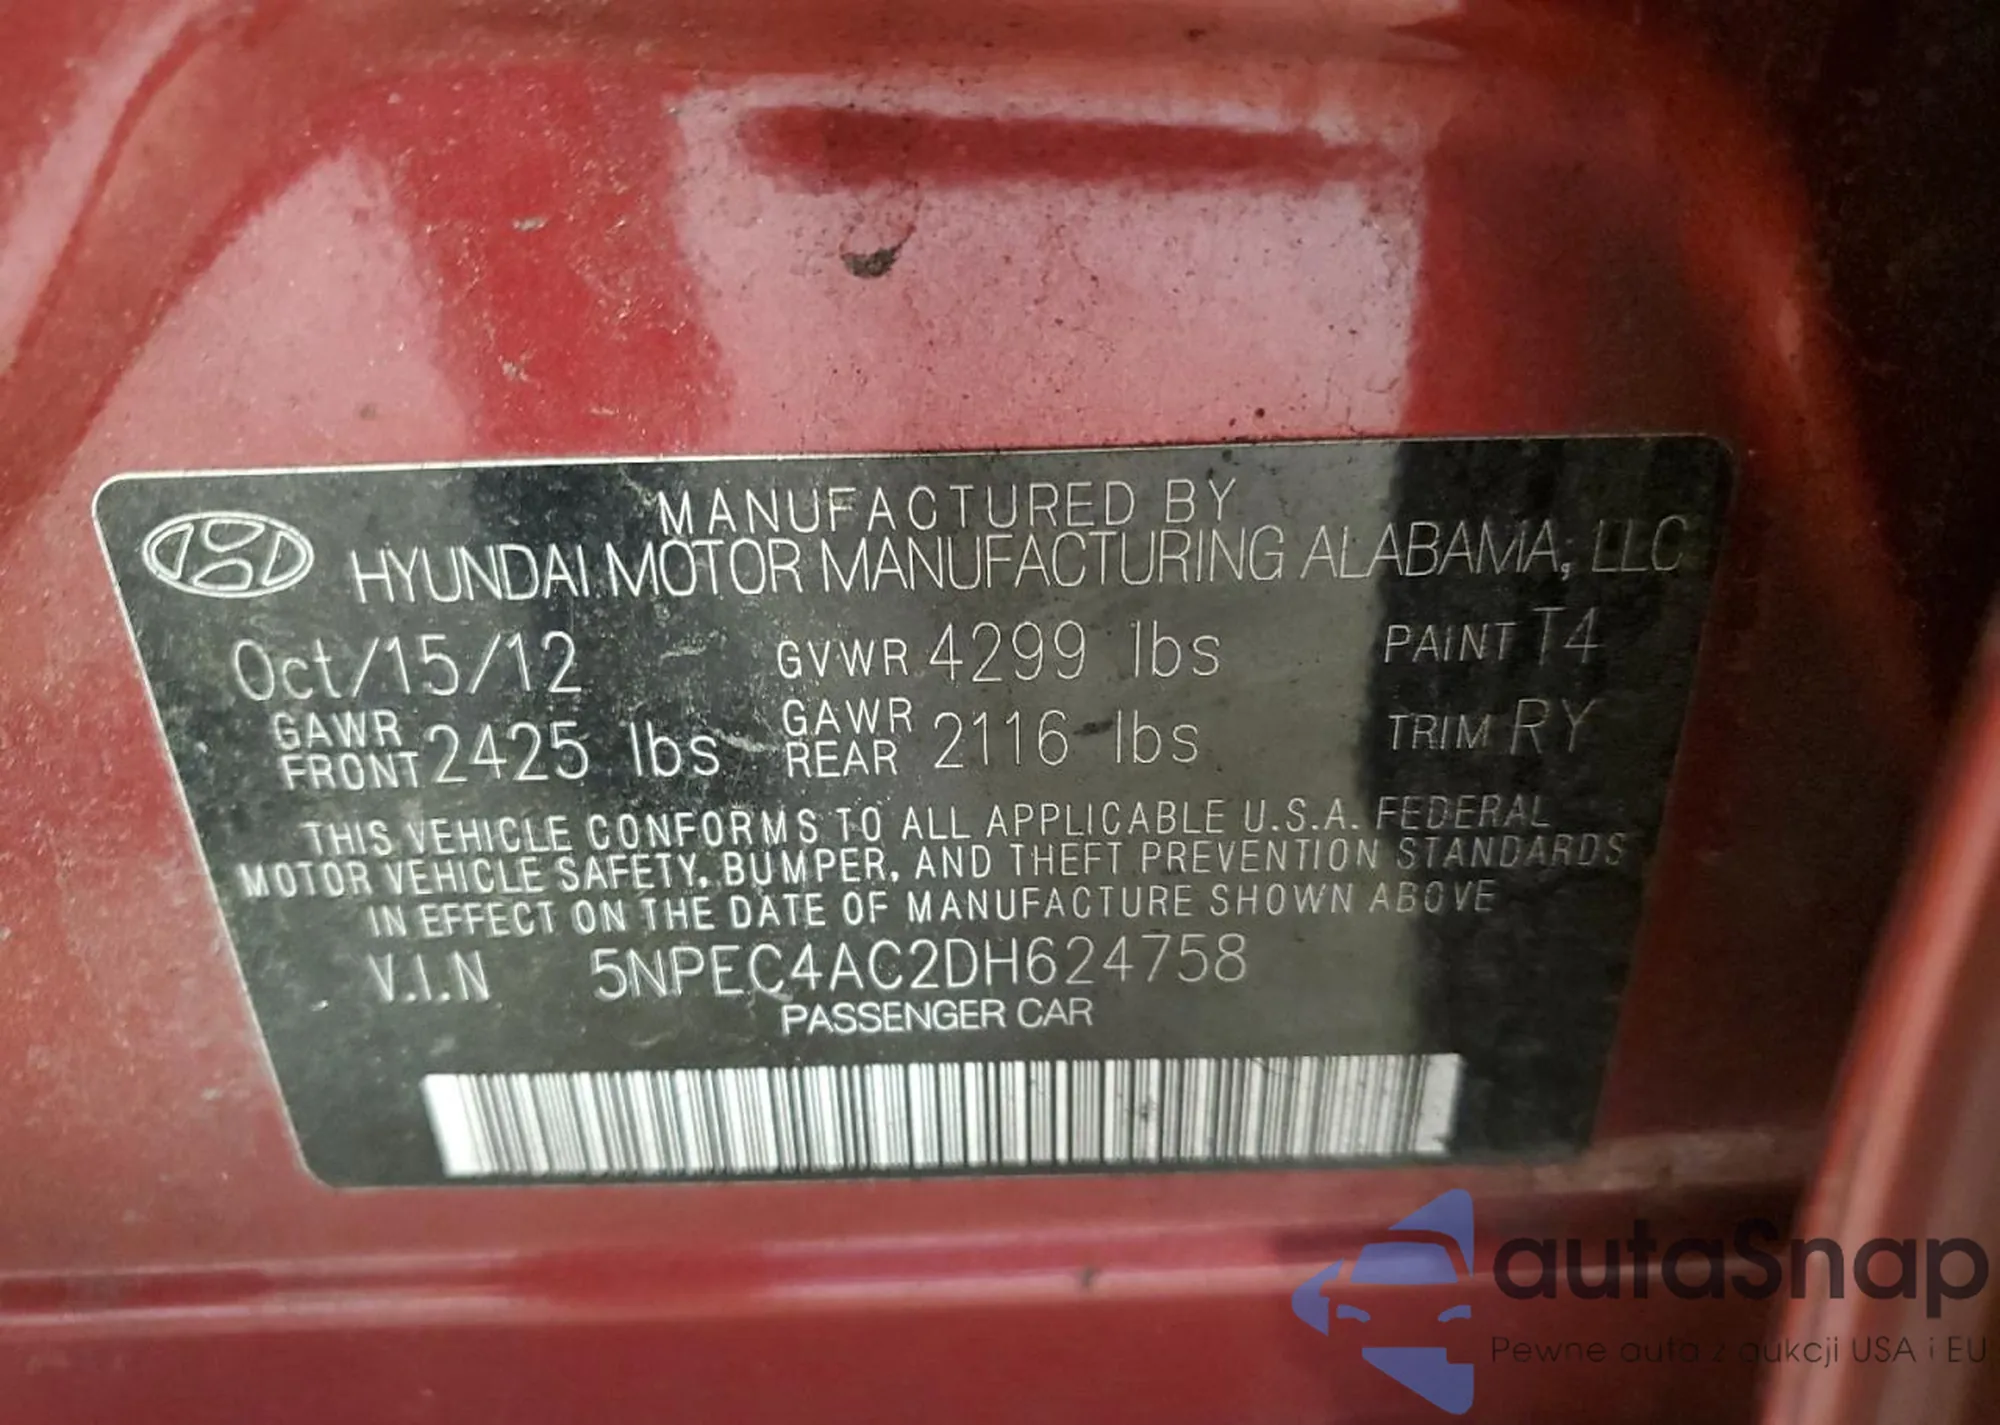 MANUFACTURED BY
HYUNDAI MOTOR MANUFACTURING ALABAMA, LLC
Oct/15/12 GVWR 4299 lbs PAINT T4
GAWR FRONT 2425 lbs GAWR REAR 2116 lbs TRIM RY
THIS VEHICLE CONFORMS TO ALL APPLICABLE U.S.A. FEDERAL
MOTOR VEHICLE SAFETY, BUMPER, AND THEFT PREVENTION STANDARDS
IN EFFECT ON THE DATE OF MANUFACTURE SHOWN ABOVE
V.I.N 5NPEC4AC2DH624758
PASSENGER CAR
autaSnap
Pewne auta z aukcji USA i EU